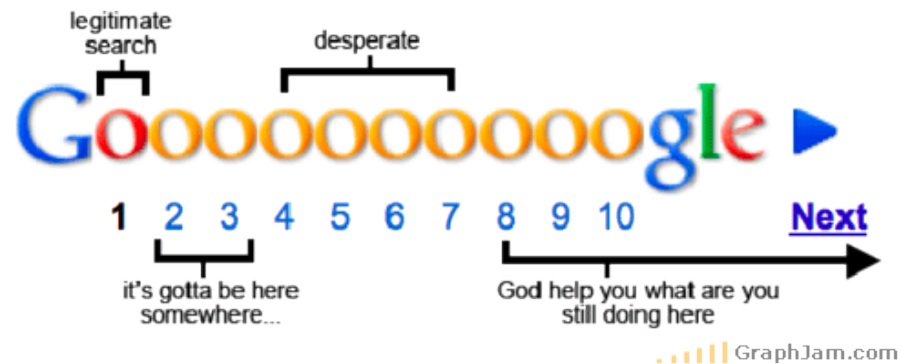 legitimate
search
desperate
Goooooooooogle
1 2 3 4 5 6 7 8 9 10 Next
it's gotta be here
somewhere...
God help you what are you
still doing here
GraphJam.com